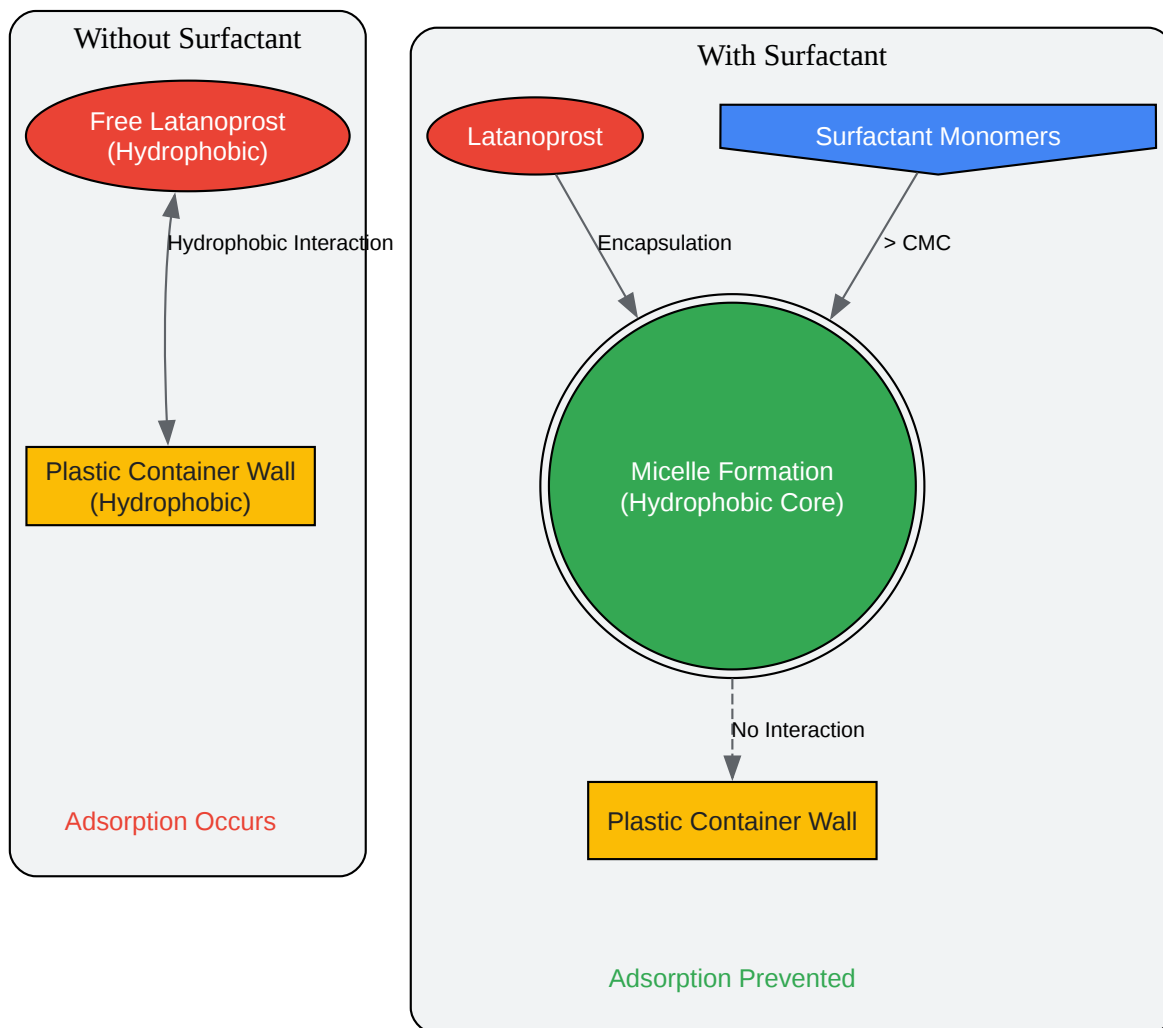 Without Surfactant
Free Latanoprost
(Hydrophobic)
Hydrophobic Interaction
Plastic Container Wall
(Hydrophobic)
Adsorption Occurs
With Surfactant
Latanoprost
Surfactant Monomers
Encapsulation
> CMC
Micelle Formation
(Hydrophobic Core)
No Interaction
Plastic Container Wall
Adsorption Prevented